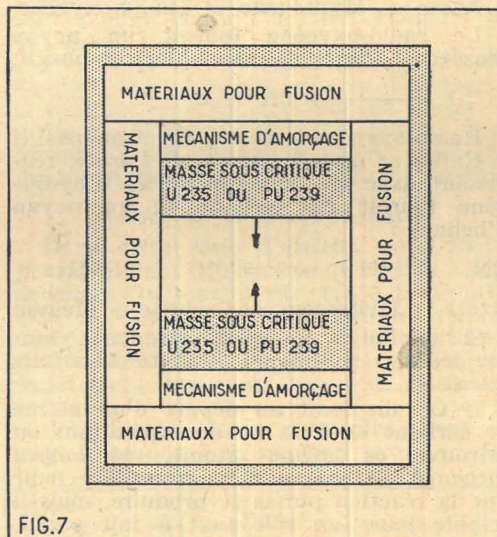 MATERIAUX POUR FUSION
MECANISME D'AMORÇAGE
MASSE SOUS CRITIQUE
U 235 OU PU 239
MATERIAUX POUR FUSION
MATERIAUX POUR FUSION
MASSE SOUS CRITIQUE
U 235 OU PU 239
MECANISME D'AMORÇAGE
MATERIAUX POUR FUSION
FIG.7